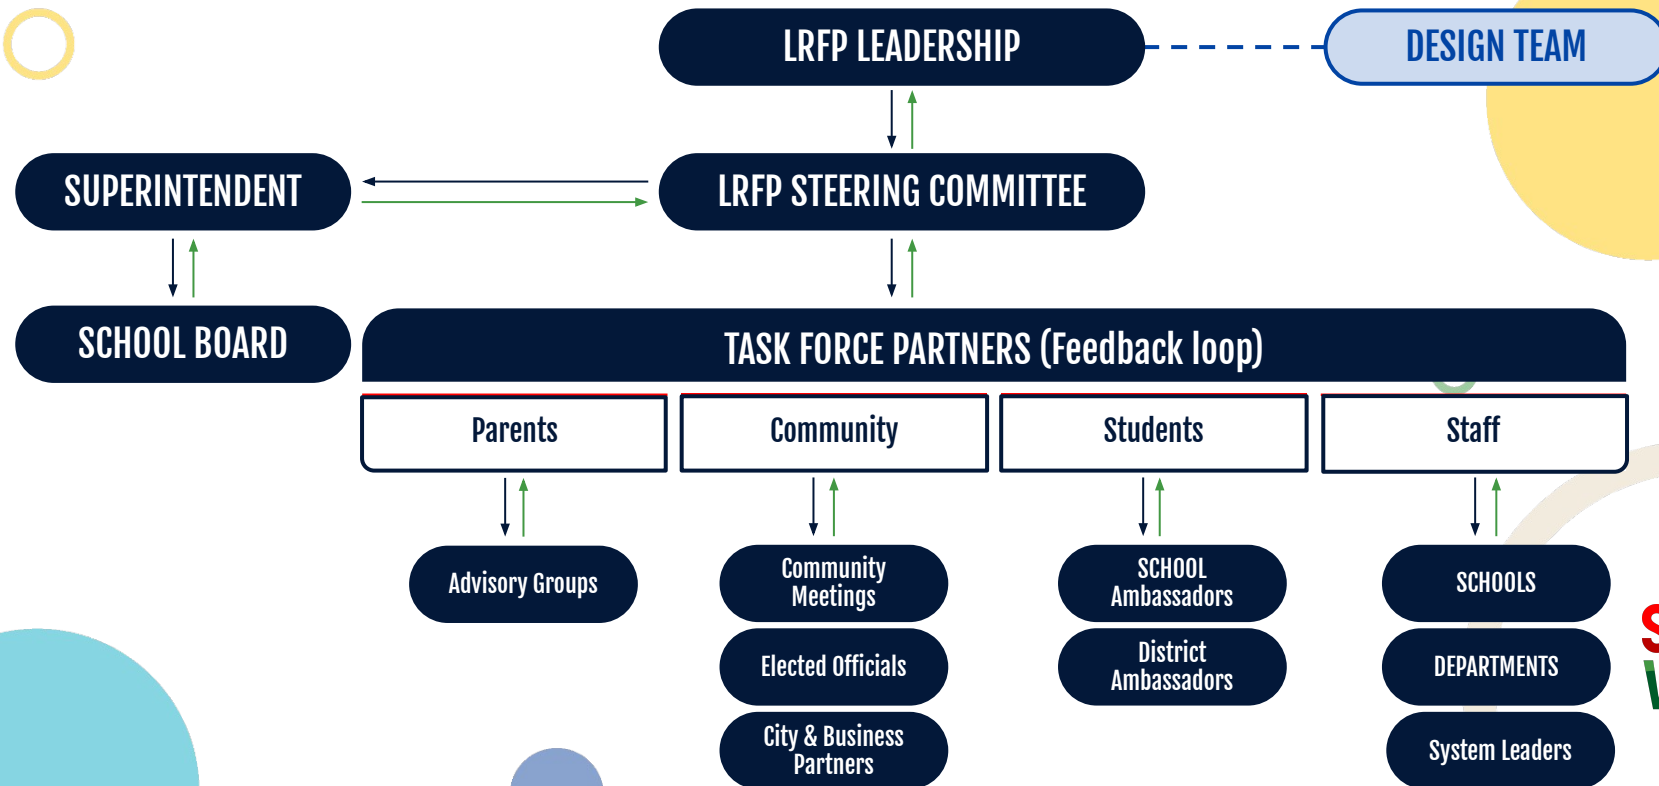 LRFP LEADERSHIP
DESIGN TEAM
SUPERINTENDENT
LRFP STEERING COMMITTEE
SCHOOL BOARD
TASK FORCE PARTNERS (Feedback loop)
Parents
Community
Students
Staff
Advisory Groups
Community
Meetings
Elected Officials
City & Business
Partners
SCHOOL
Ambassadors
District
Ambassadors
SCHOOLS
DEPARTMENTS
System Leaders